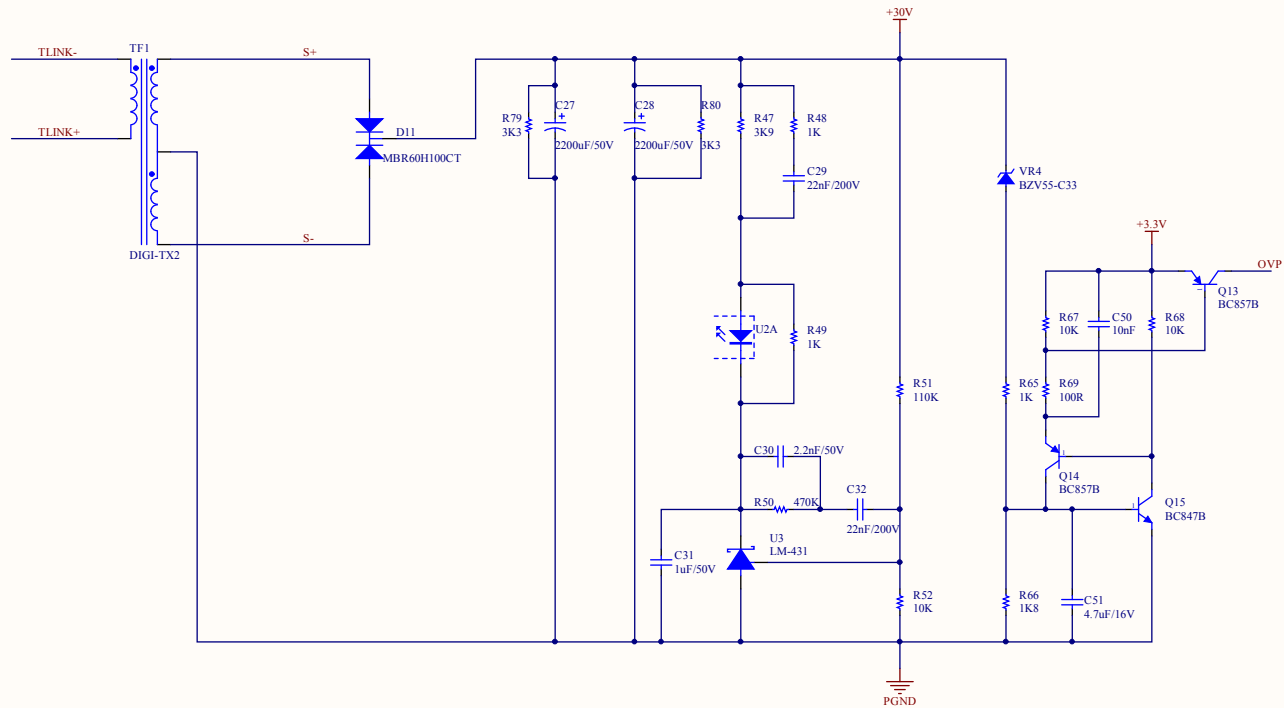 +30V
TLINK-
TF1
S+
TLINK+
D11
MBR60H100CT
R79
3K3
C27
+
2200uF/50V
C28
+
2200uF/50V
R80
3K3
R47
3K9
R48
1K
C29
22nF/200V
VR4
BZV55-C33
+3.3V
S-
DIGI-TX2
OVP
Q13
BC857B
U2A
R49
1K
R67
10K
C50
10nF
R68
10K
R51
110K
R65
1K
R69
100R
C30
2.2nF/50V
1
Q14
BC857B
R50
470K
C32
22nF/200V
1
Q15
BC847B
U3
LM-431
C31
1uF/50V
R52
10K
R66
1K8
C51
4.7uF/16V
PGND